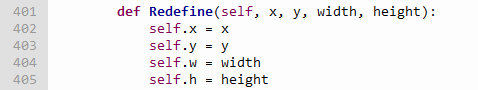 401 def Redefine(self, x, y, width, height):
402 self.x = x
403 self.y = y
404 self.w = width
405 self.h = height